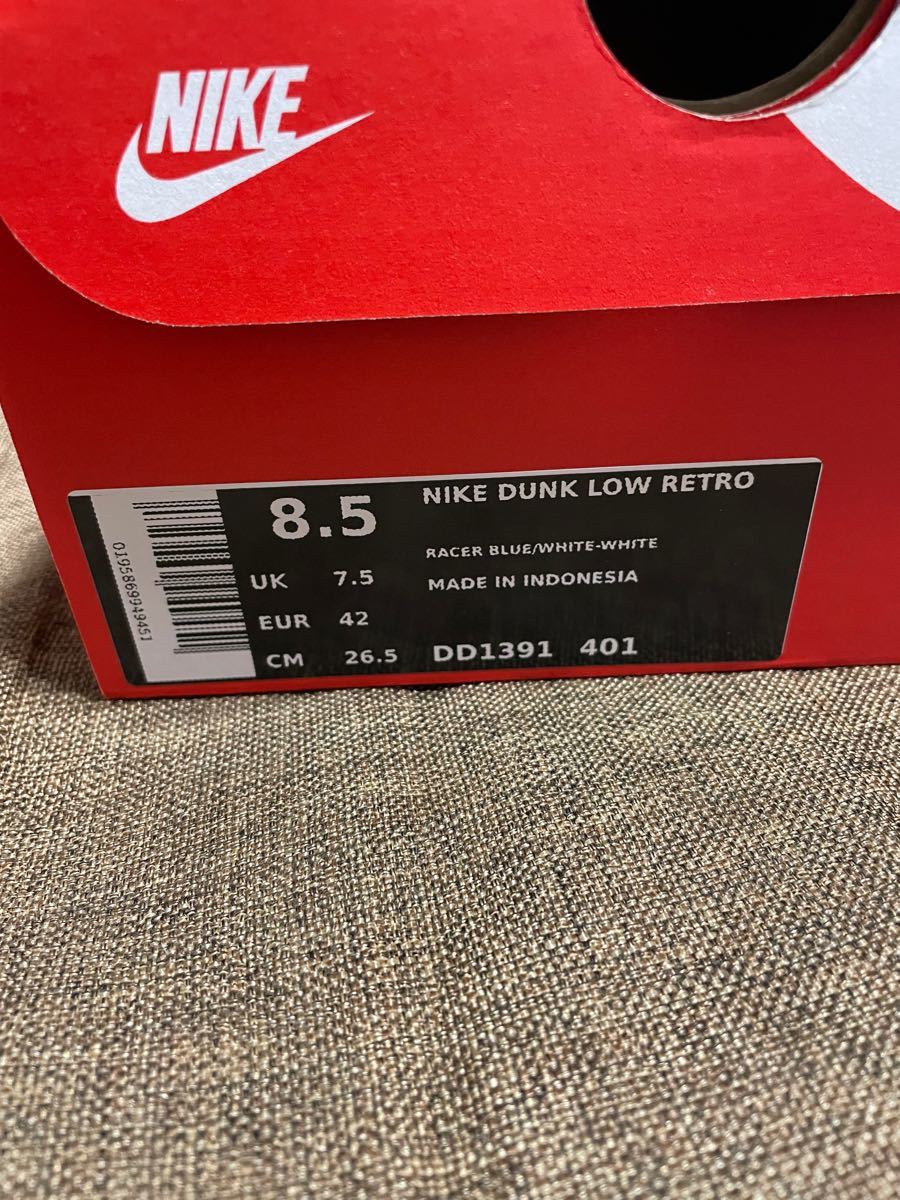 NIKE
8.5
UK 7.5
EUR 42
CM 26.5
NIKE DUNK LOW RETRO
RACER BLUE/WHITE-WHITE
MADE IN INDONESIA
DD1391 401
0195869949451